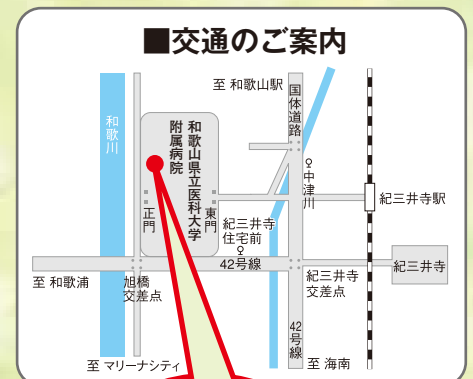 ■交通のご案内
至 和歌山駅
国体道路
和歌川
和歌山県立医科大学
附属病院
中津川
正門
東門
紀三井寺駅
紀三井寺
住宅前
42号線
紀三井寺
至 和歌浦
旭橋
交差点
紀三井寺
交差点
42号線
至 マリーナシティ
至 海南